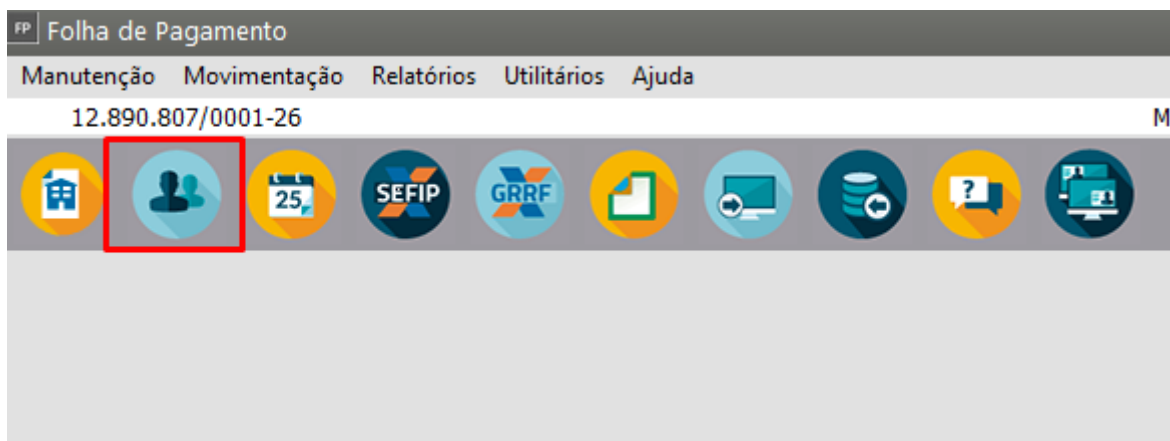 FP Folha de Pagamento
Manutenção Movimentação Relatórios Utilitários Ajuda
12.890.807/0001-26 M
25 SEFIP GRRF ?